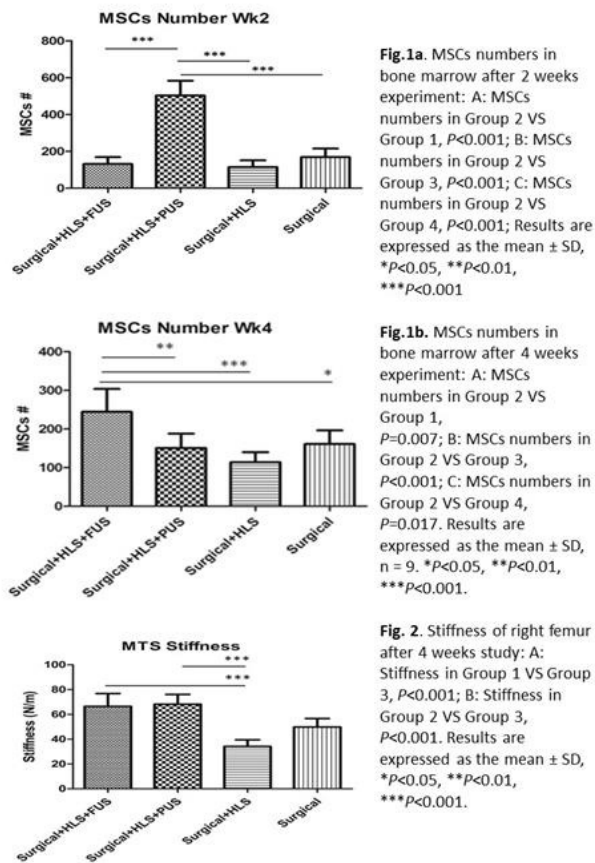 MSCs Number Wk2
***
***
***
MSCs #
800
600
400
200
0
Surgical+HLS+FUS
Surgical+HLS+PUS
Surgical+HLS
Surgical
Fig.1a. MSCs numbers in
bone marrow after 2 weeks
experiment: A: MSCs
numbers in Group 2 VS
Group 1, P<0.001; B: MSCs
numbers in Group 2 VS
Group 3, P<0.001; C: MSCs
numbers in Group 2 VS
Group 4, P<0.001; Results are
expressed as the mean ± SD,
*P<0.05, **P<0.01,
***P<0.001
MSCs Number Wk4
**
***
*
MSCs #
400
300
200
100
0
Surgical+HLS+FUS
Surgical+HLS+PUS
Surgical+HLS
Surgical
Fig.1b. MSCs numbers in
bone marrow after 4 weeks
experiment: A: MSCs
numbers in Group 2 VS
Group 1,
P=0.007; B: MSCs numbers in
Group 2 VS Group 3,
P<0.001; C: MSCs numbers in
Group 2 VS Group 4,
P=0.017. Results are
expressed as the mean ± SD,
n = 9. *P<0.05, **P<0.01,
***P<0.001.
MTS Stiffness
***
***
Stiffness (N/m)
100
80
60
40
20
0
Surgical+HLS+FUS
Surgical+HLS+PUS
Surgical+HLS
Surgical
Fig. 2. Stiffness of right femur
after 4 weeks study: A:
Stiffness in Group 1 VS Group
3, P<0.001; B: Stiffness in
Group 2 VS Group 3,
P<0.001. Results are
expressed as the mean ± SD,
*P<0.05, **P<0.01,
***P<0.001.